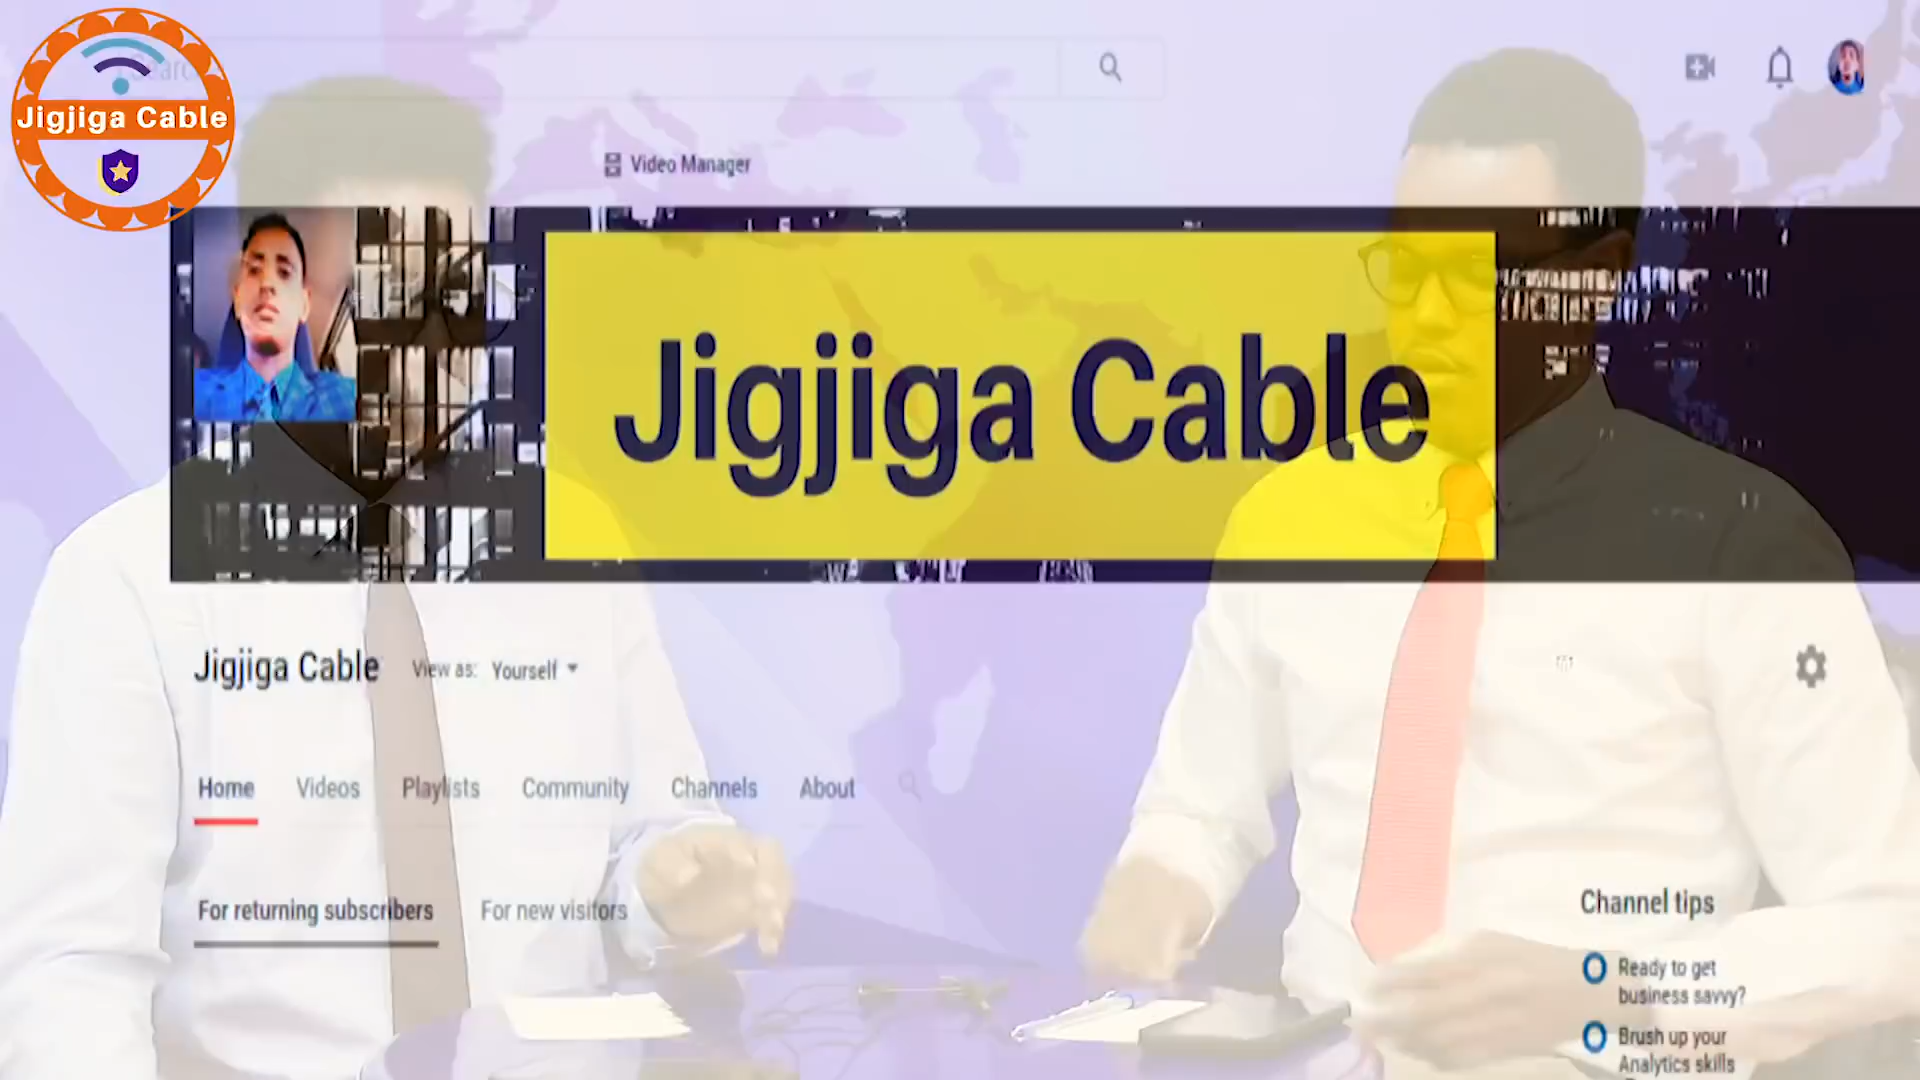 Search
Jigjiga Cable
Video Manager
Jigjiga Cable
Jigjiga Cable
View as: Yourself
Home Videos Playlists Community Channels About
For returning subscribers For new visitors
Channel tips
Ready to get
business savvy?
Brush up your
Analytics skills